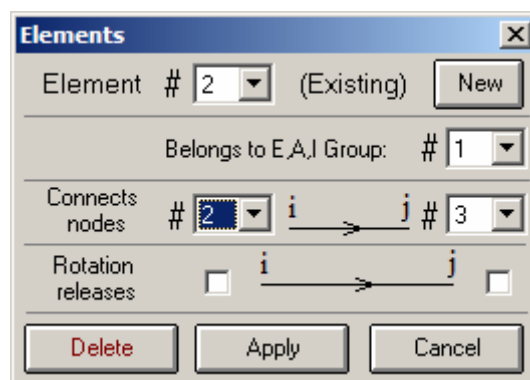 Elements
Element # 2 (Existing) New
Belongs to E,A,I Group: # 1
Connects nodes # 2 i j # 3
Rotation releases i j
Delete Apply Cancel